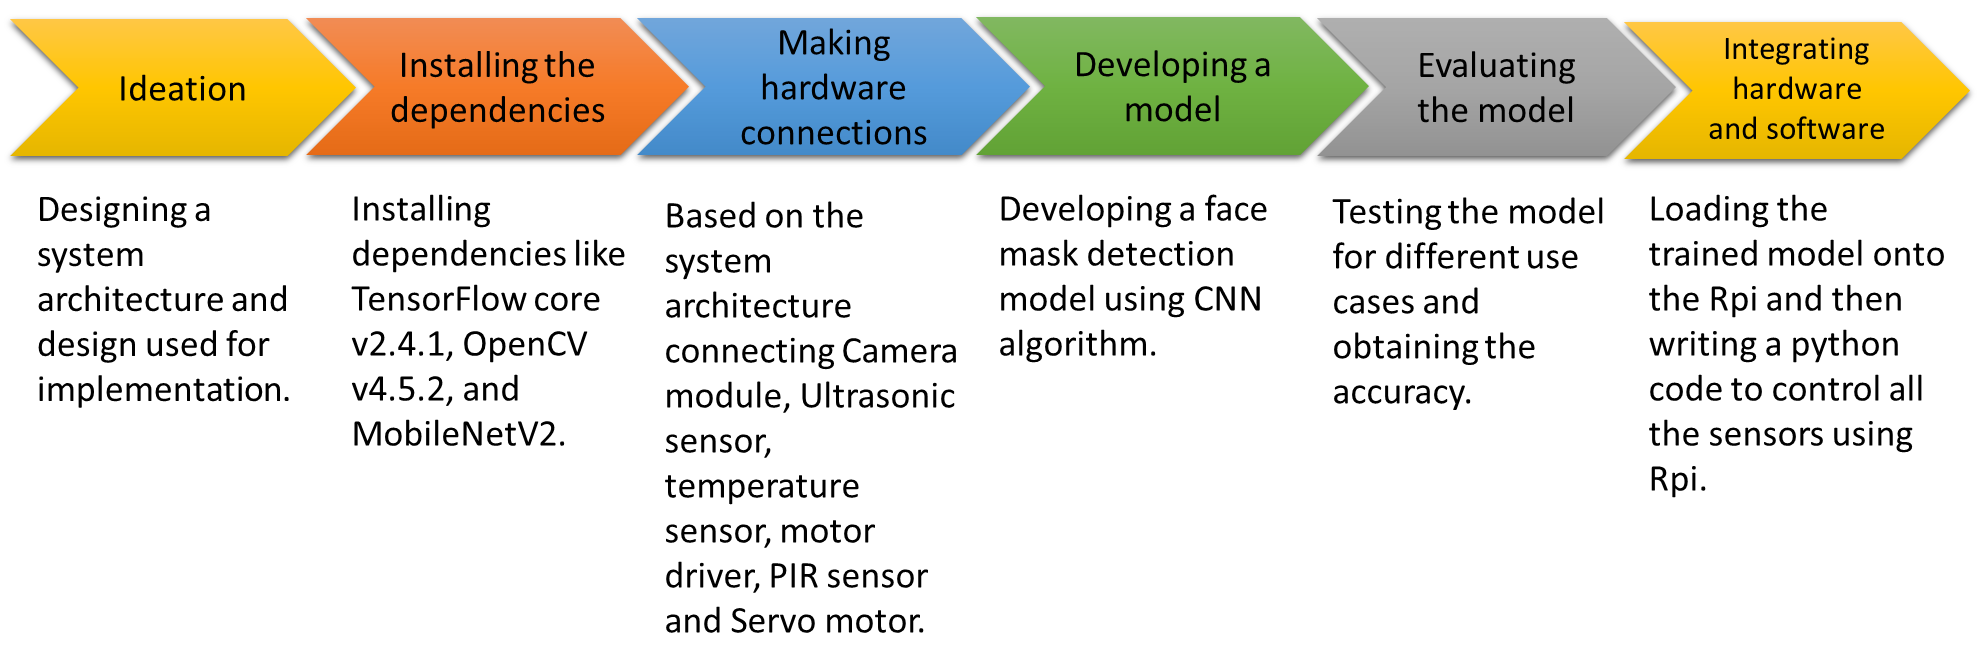 Ideation
Installing the
dependencies
Making
hardware
connections
Developing a
model
Evaluating
the model
Integrating
hardware
and software
Designing a
system
architecture and
design used for
implementation.
Installing
dependencies like
TensorFlow core
v2.4.1, OpenCV
v4.5.2, and
MobileNetV2.
Based on the
system
architecture
connecting Camera
module, Ultrasonic
sensor,
temperature
sensor, motor
driver, PIR sensor
and Servo motor.
Developing a face
mask detection
model using CNN
algorithm.
Testing the model
for different use
cases and
obtaining the
accuracy.
Loading the
trained model onto
the Rpi and then
writing a python
code to control all
the sensors using
Rpi.